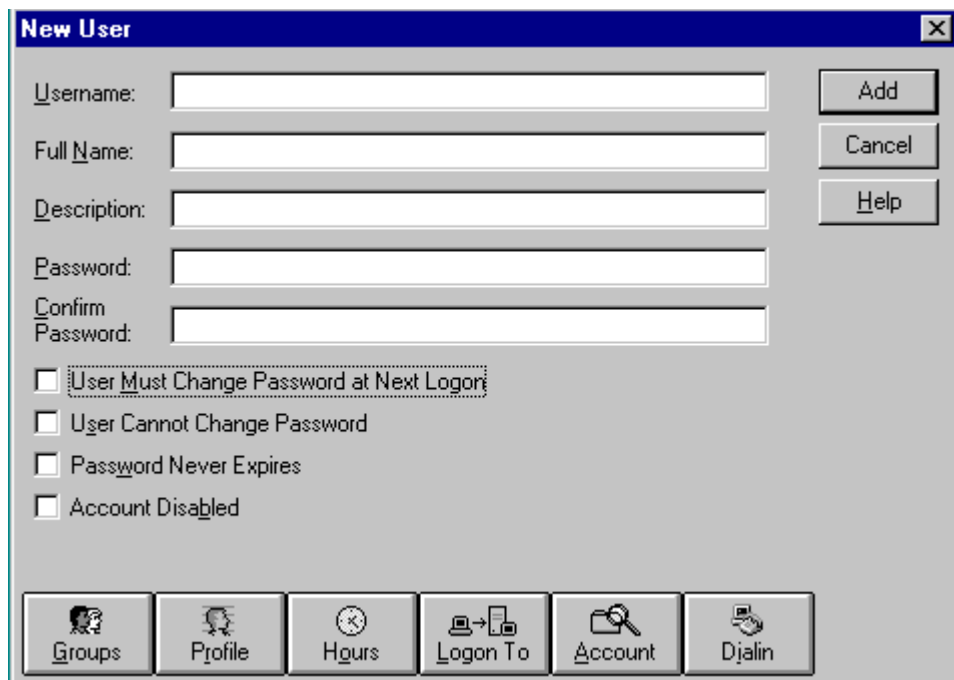 New User
Username:
Add
Full Name:
Cancel
Description:
Help
Password:
Confirm
Password:
User Must Change Password at Next Logon
User Cannot Change Password
Password Never Expires
Account Disabled
Groups
Profile
Hours
Logon To
Account
Dialin